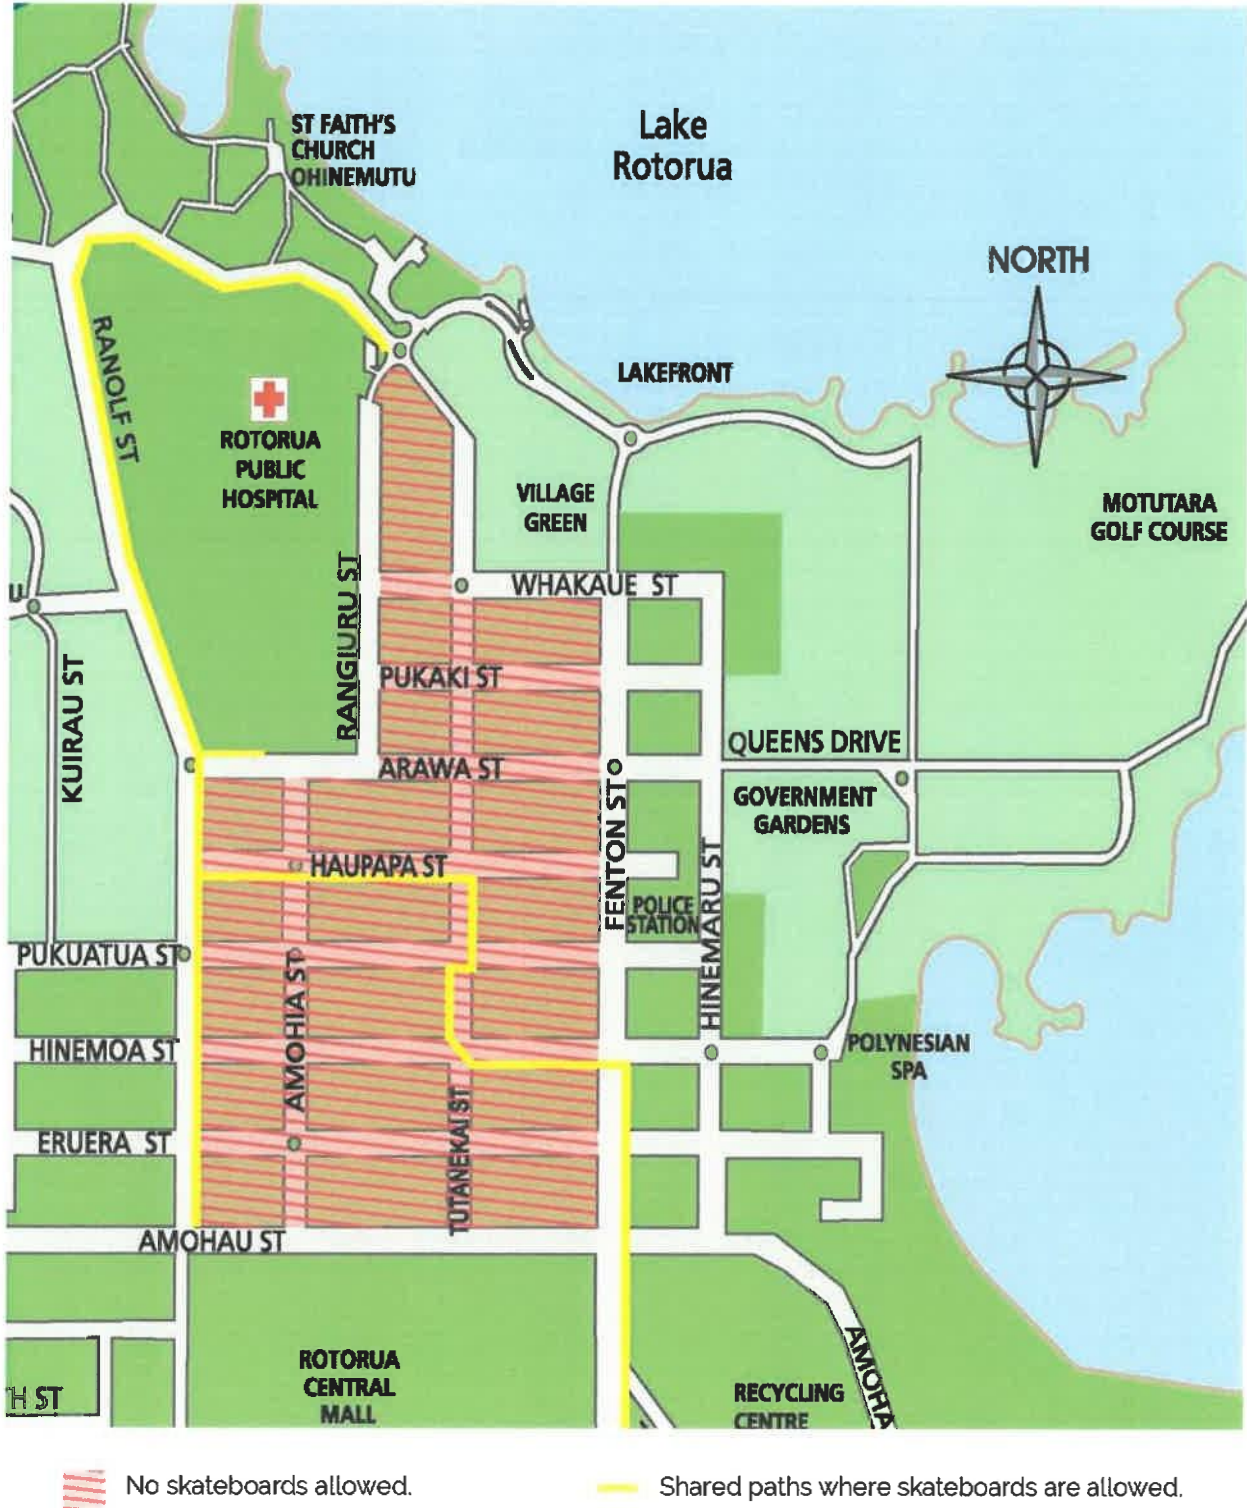 ST FAITH'S
CHURCH
OHINEMUTU
Lake
Rotorua
NORTH
LAKEFRONT
RANOLF ST
ROTORUA
PUBLIC
HOSPITAL
VILLAGE
GREEN
MOTUTARA
GOLF COURSE
WHAKAUE ST
RANGIURU ST
KUIRAU ST
PUKAKI ST
QUEENS DRIVE
ARAWA ST
GOVERNMENT
GARDENS
HAUPAPA ST
FENTON ST
HINEMARU ST
POLICE
STATION
PUKUATUA ST
AMOHIA ST
HINEMOA ST
POLYNESIAN
SPA
TUTANEKAI ST
ERUERA ST
AMOHAU ST
ROTORUA
CENTRAL
MALL
AMOHA
RECYCLING
CENTRE
H ST
No skateboards allowed.
Shared paths where skateboards are allowed.